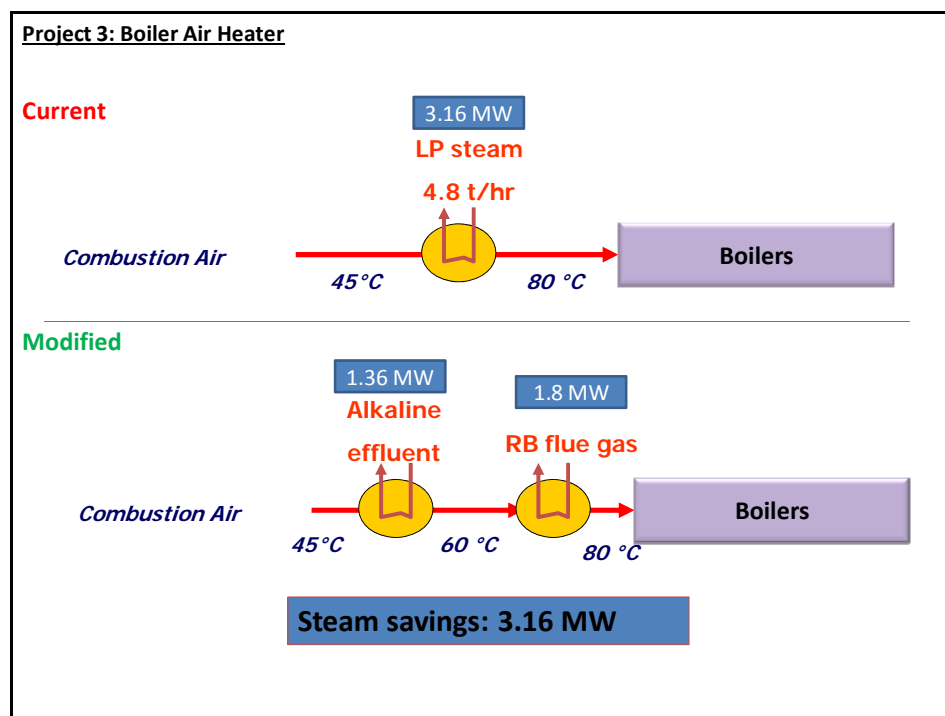 Project 3: Boiler Air Heater
Current
3.16 MW
LP steam
4.8 t/hr
Combustion Air
45°C
80 °C
Boilers
Modified
1.36 MW
Alkaline
effluent
1.8 MW
RB flue gas
Combustion Air
45°C
60 °C
80 °C
Boilers
Steam savings: 3.16 MW